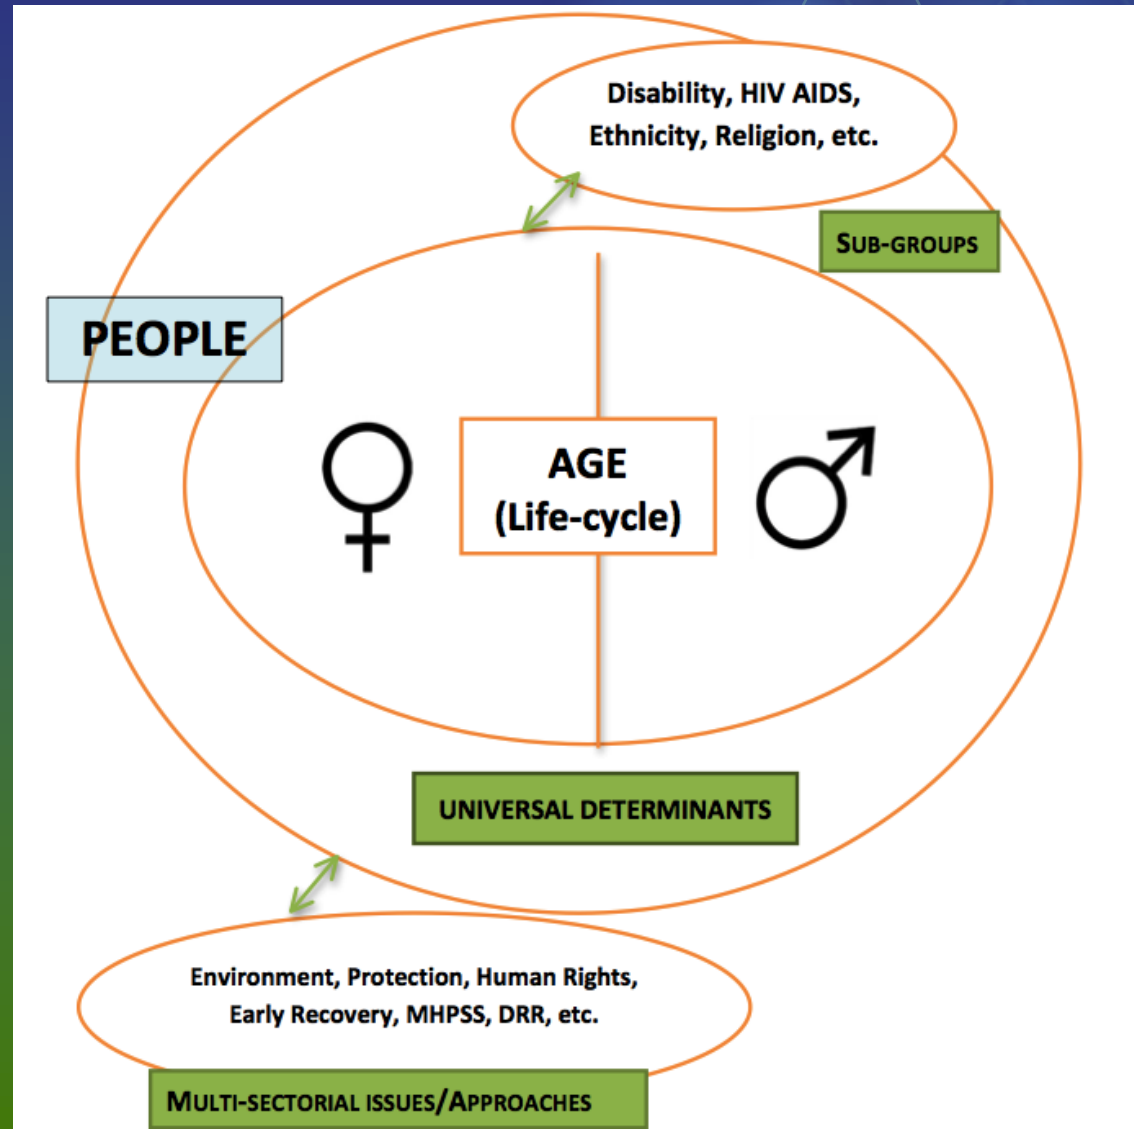 Disability, HIV AIDS,
Ethnicity, Religion, etc.
SUB-GROUPS
PEOPLE
AGE
(Life-cycle)
UNIVERSAL DETERMINANTS
Environment, Protection, Human Rights,
Early Recovery, MHPSS, DRR, etc.
MULTI-SECTORIAL ISSUES/APPROACHES